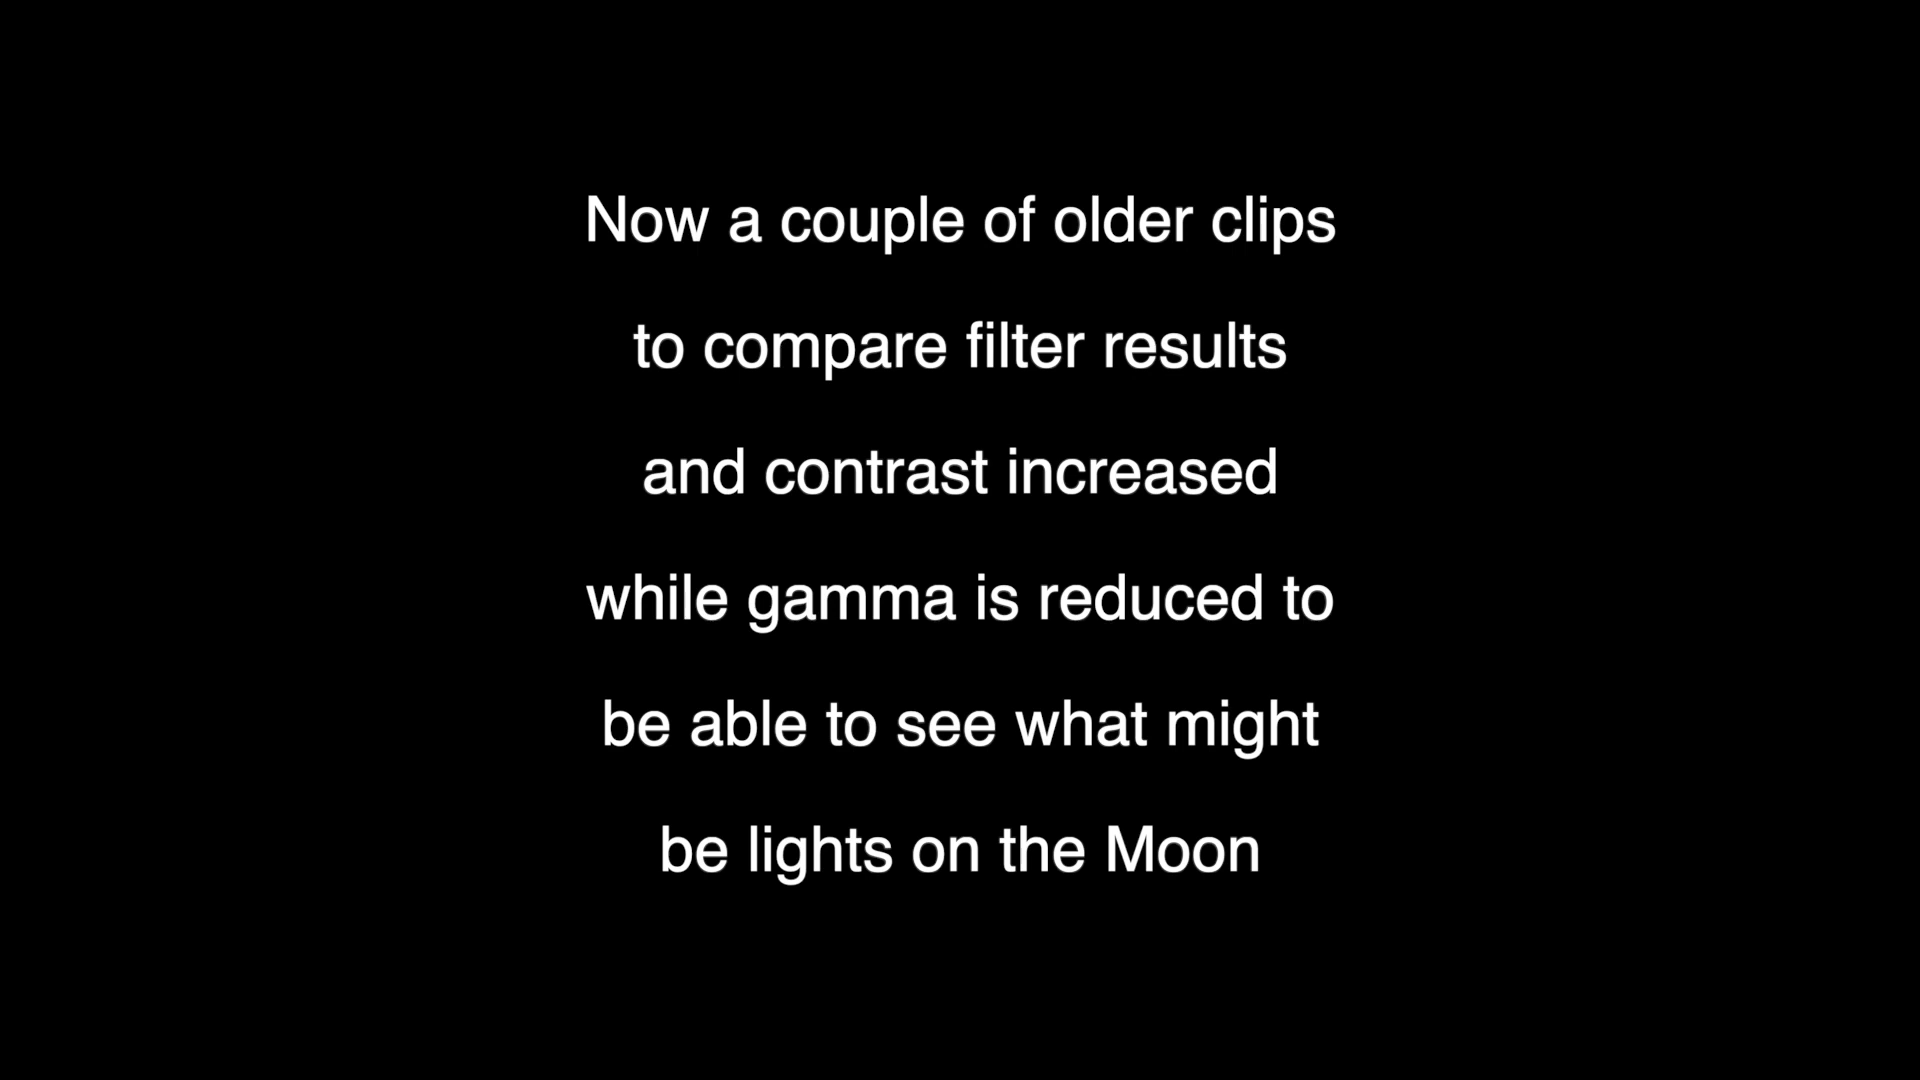 Now a couple of older clips
to compare filter results
and contrast increased
while gamma is reduced to
be able to see what might
be lights on the Moon